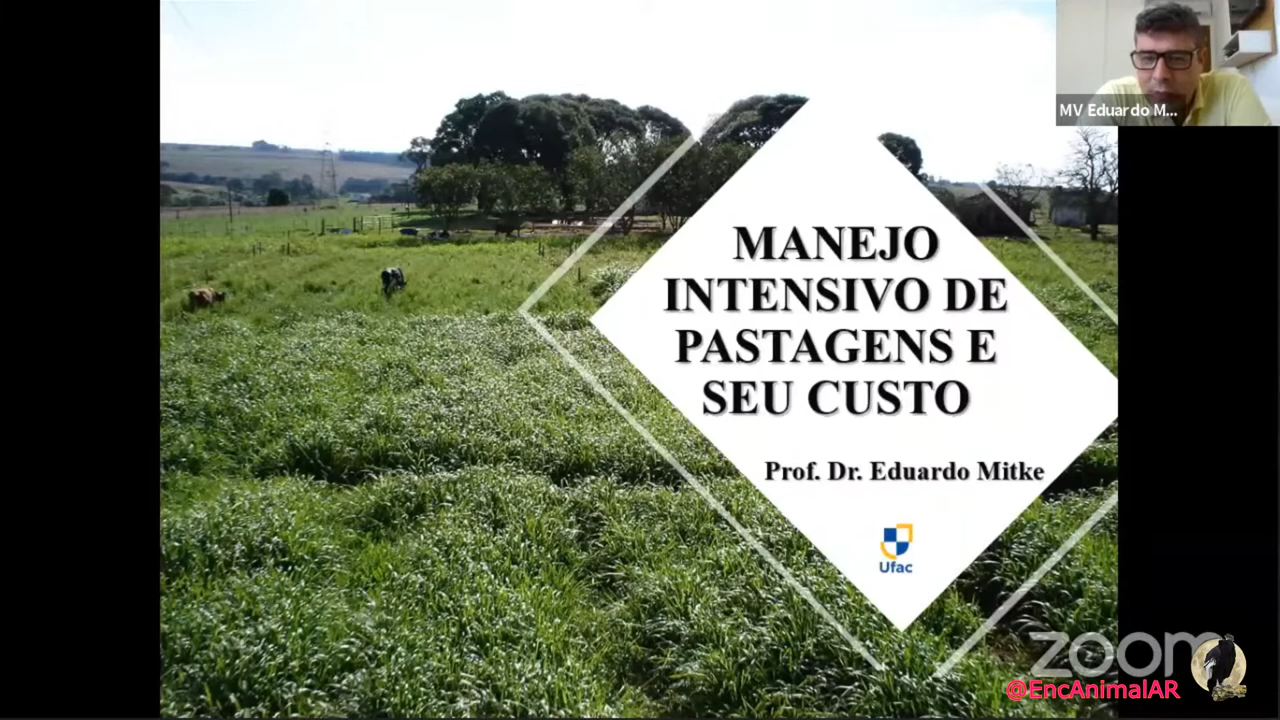 MV Eduardo M...
MANEJO
INTENSIVO DE
PASTAGENS E
SEU CUSTO
Prof. Dr. Eduardo Mitke
Ufac
zoom
@EncAnimalAR